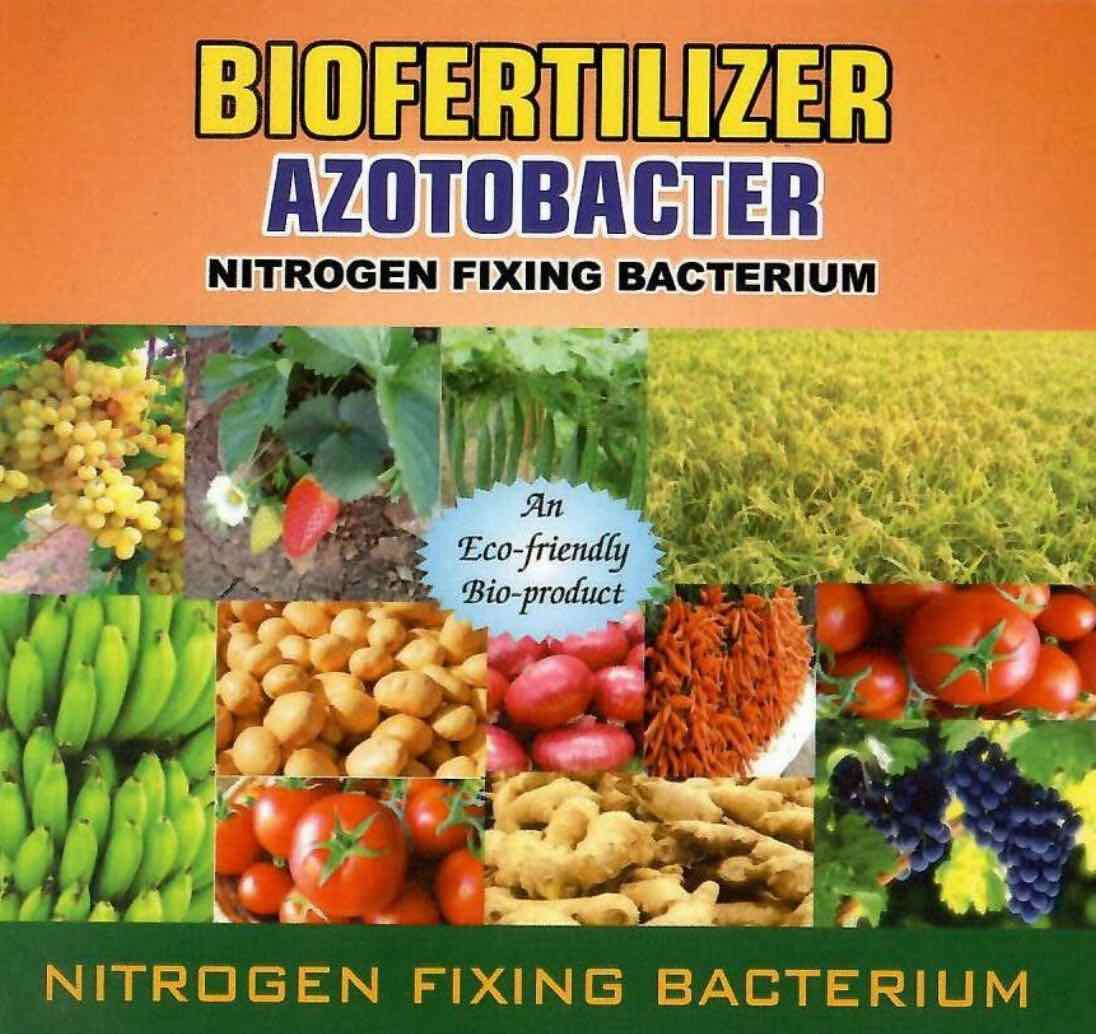 BIOFERTILIZER
AZOTOBACTER
NITROGEN FIXING BACTERIUM
An
Eco-friendly
Bio-product
NITROGEN FIXING BACTERIUM